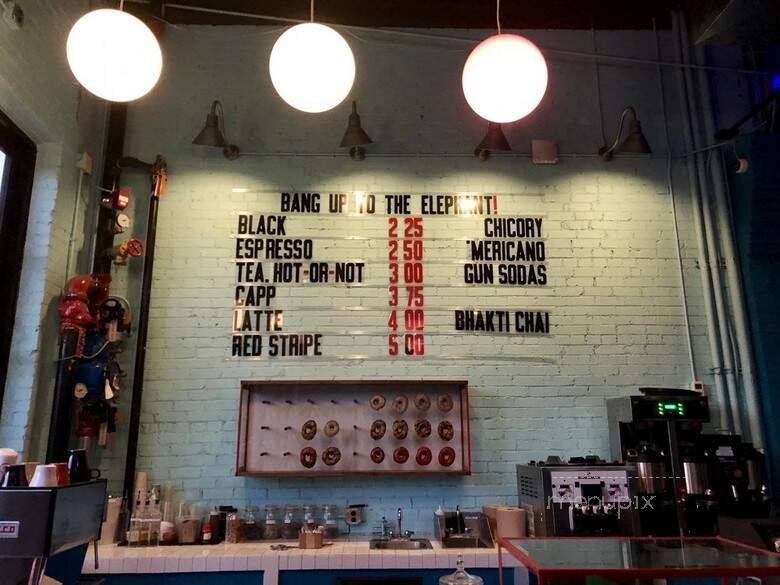 BANG UP TO THE ELEPHANT!
BLACK 2 25 CHICORY
ESPRESSO 2 50 'MERICANO
TEA, HOT-OR-NOT 3 00 GUN SODAS
CAPP 3 75
LATTE 4 00 BHAKTI CHAI
RED STRIPE 5 00
menupix